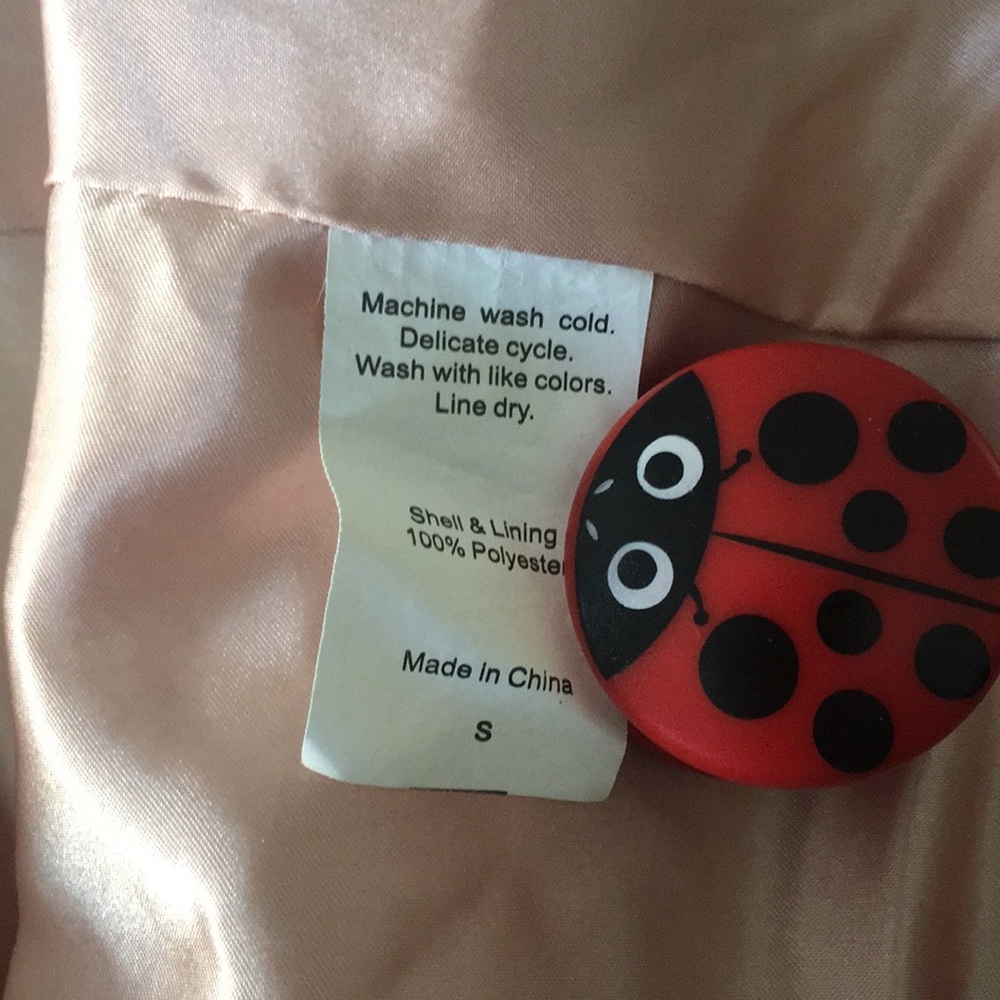 Machine wash cold.
Delicate cycle.
Wash with like colors.
Line dry.
Shell & Lining
100% Polyester
Made in China
S